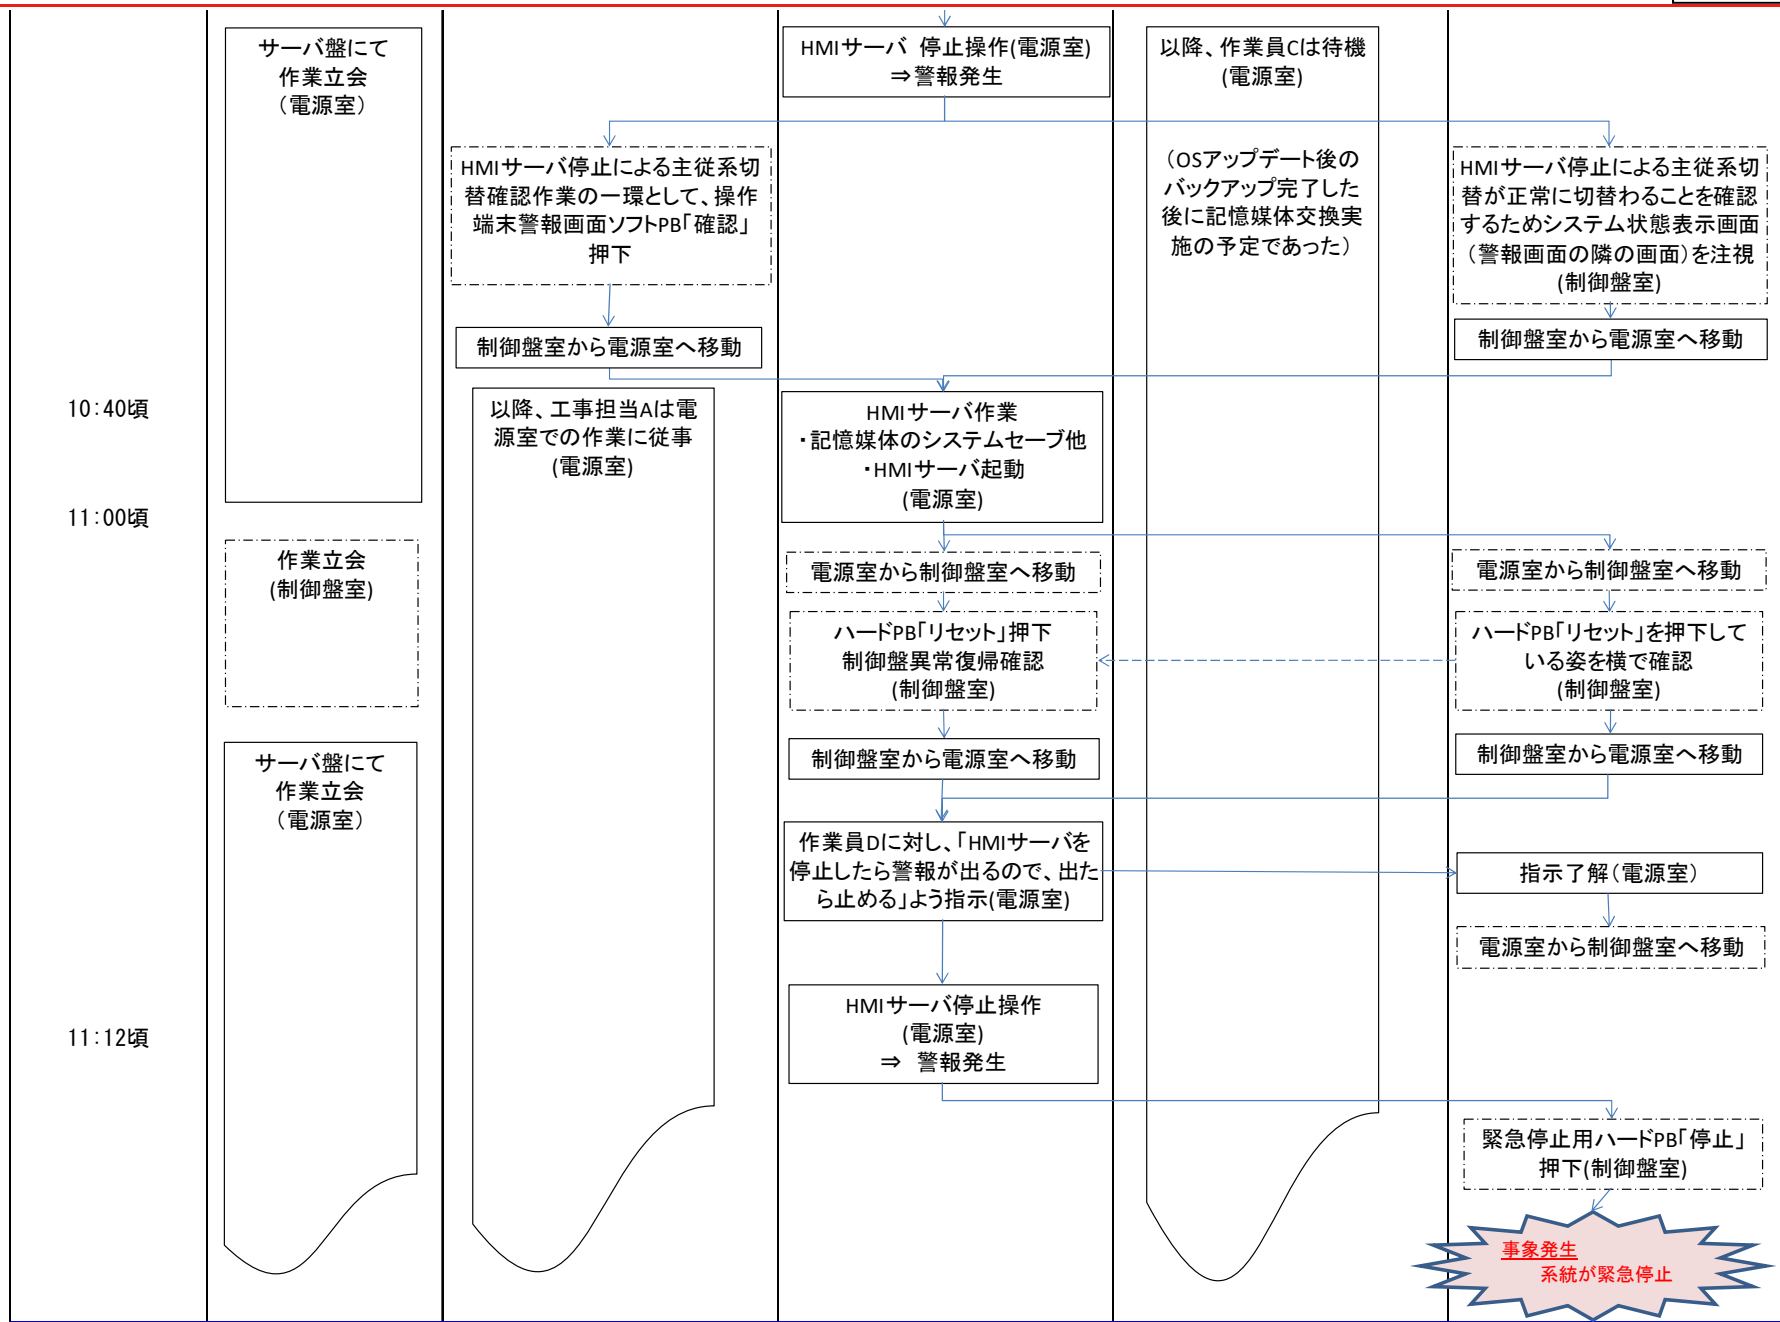 サーバ盤にて
作業立会
（電源室）
HMIサーバ 停止操作(電源室)
⇒警報発生
以降、作業員Cは待機
(電源室)
（OSアップデート後の
バックアップ完了した
後に記憶媒体交換実
施の予定であった）
HMIサーバ停止による主従系切
替確認作業の一環として、操作
端末警報画面ソフトPB「確認」
押下
HMIサーバ停止による主従系切
替が正常に切替わることを確認
するためシステム状態表示画面
（警報画面の隣の画面）を注視
(制御盤室)
制御盤室から電源室へ移動
制御盤室から電源室へ移動
10：40頃
以降、工事担当Aは電
源室での作業に従事
(電源室)
HMIサーバ作業
・記憶媒体のシステムセーブ他
・HMIサーバ起動
(電源室)
11：00頃
作業立会
(制御盤室)
電源室から制御盤室へ移動
電源室から制御盤室へ移動
ハードPB「リセット」押下
制御盤異常復帰確認
(制御盤室)
ハードPB「リセット」を押下して
いる姿を横で確認
(制御盤室)
サーバ盤にて
作業立会
（電源室）
制御盤室から電源室へ移動
制御盤室から電源室へ移動
作業員Dに対し、「HMIサーバを
停止したら警報が出るので、出た
ら止める」よう指示(電源室)
指示了解（電源室）
電源室から制御盤室へ移動
11：12頃
HMIサーバ停止操作
(電源室)
⇒ 警報発生
緊急停止用ハードPB「停止」
押下(制御盤室)
事象発生
系統が緊急停止